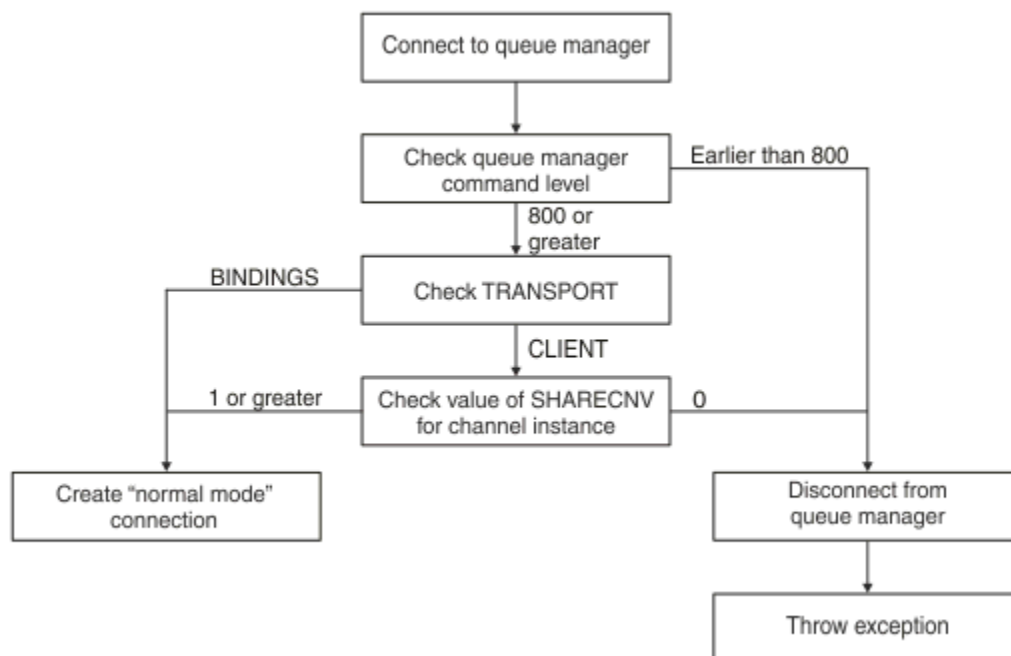 Connect to queue manager
Check queue manager
command level
Earlier than 800
800 or
greater
BINDINGS
Check TRANSPORT
CLIENT
1 or greater
Check value of SHARECNV
for channel instance
0
Create “normal mode”
connection
Disconnect from
queue manager
Throw exception